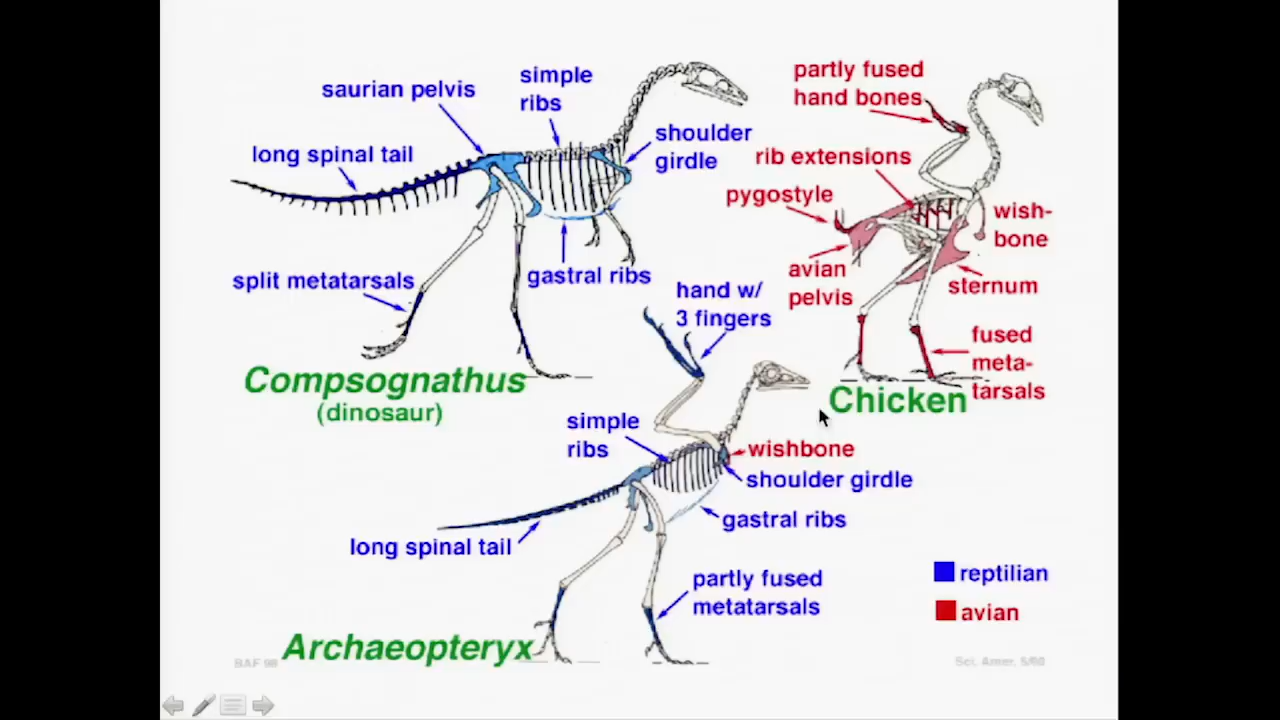 saurian pelvis
simple
ribs
long spinal tail
shoulder
girdle
split metatarsals
gastral ribs
Compsognathus
(dinosaur)
partly fused
hand bones
rib extensions
pygostyle
wish-
bone
avian
pelvis
sternum
fused
meta-
tarsals
Chicken
hand w/
3 fingers
simple
ribs
wishbone
shoulder girdle
gastral ribs
long spinal tail
partly fused
metatarsals
Archaeopteryx
reptilian
avian
BAF 98